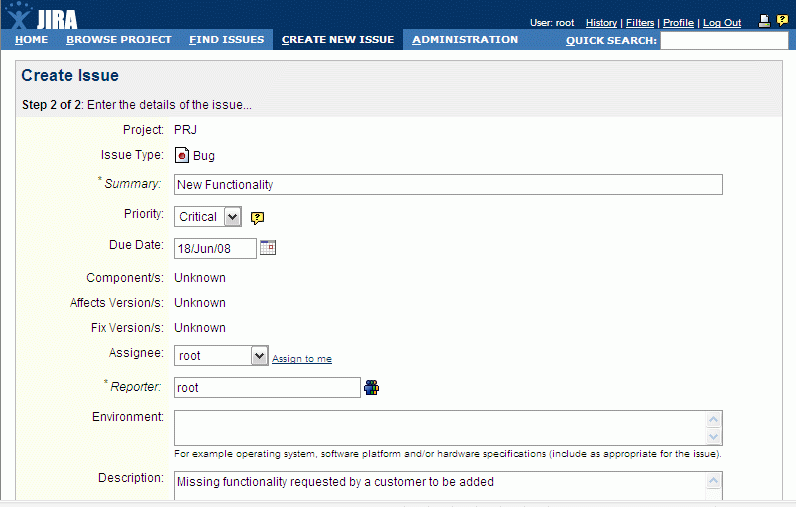 JIRA
User: root History | Filters | Profile | Log Out
HOME BROWSE PROJECT FIND ISSUES CREATE NEW ISSUE ADMINISTRATION QUICK SEARCH:
Create Issue
Step 2 of 2: Enter the details of the issue...
Project: PRJ
Issue Type: Bug
* Summary: New Functionality
Priority: Critical ?
Due Date: 18/Jun/08
Component/s: Unknown
Affects Version/s: Unknown
Fix Version/s: Unknown
Assignee: root Assign to me
* Reporter: root
Environment:
For example operating system, software platform and/or hardware specifications (include as appropriate for the issue).
Description: Missing functionality requested by a customer to be added